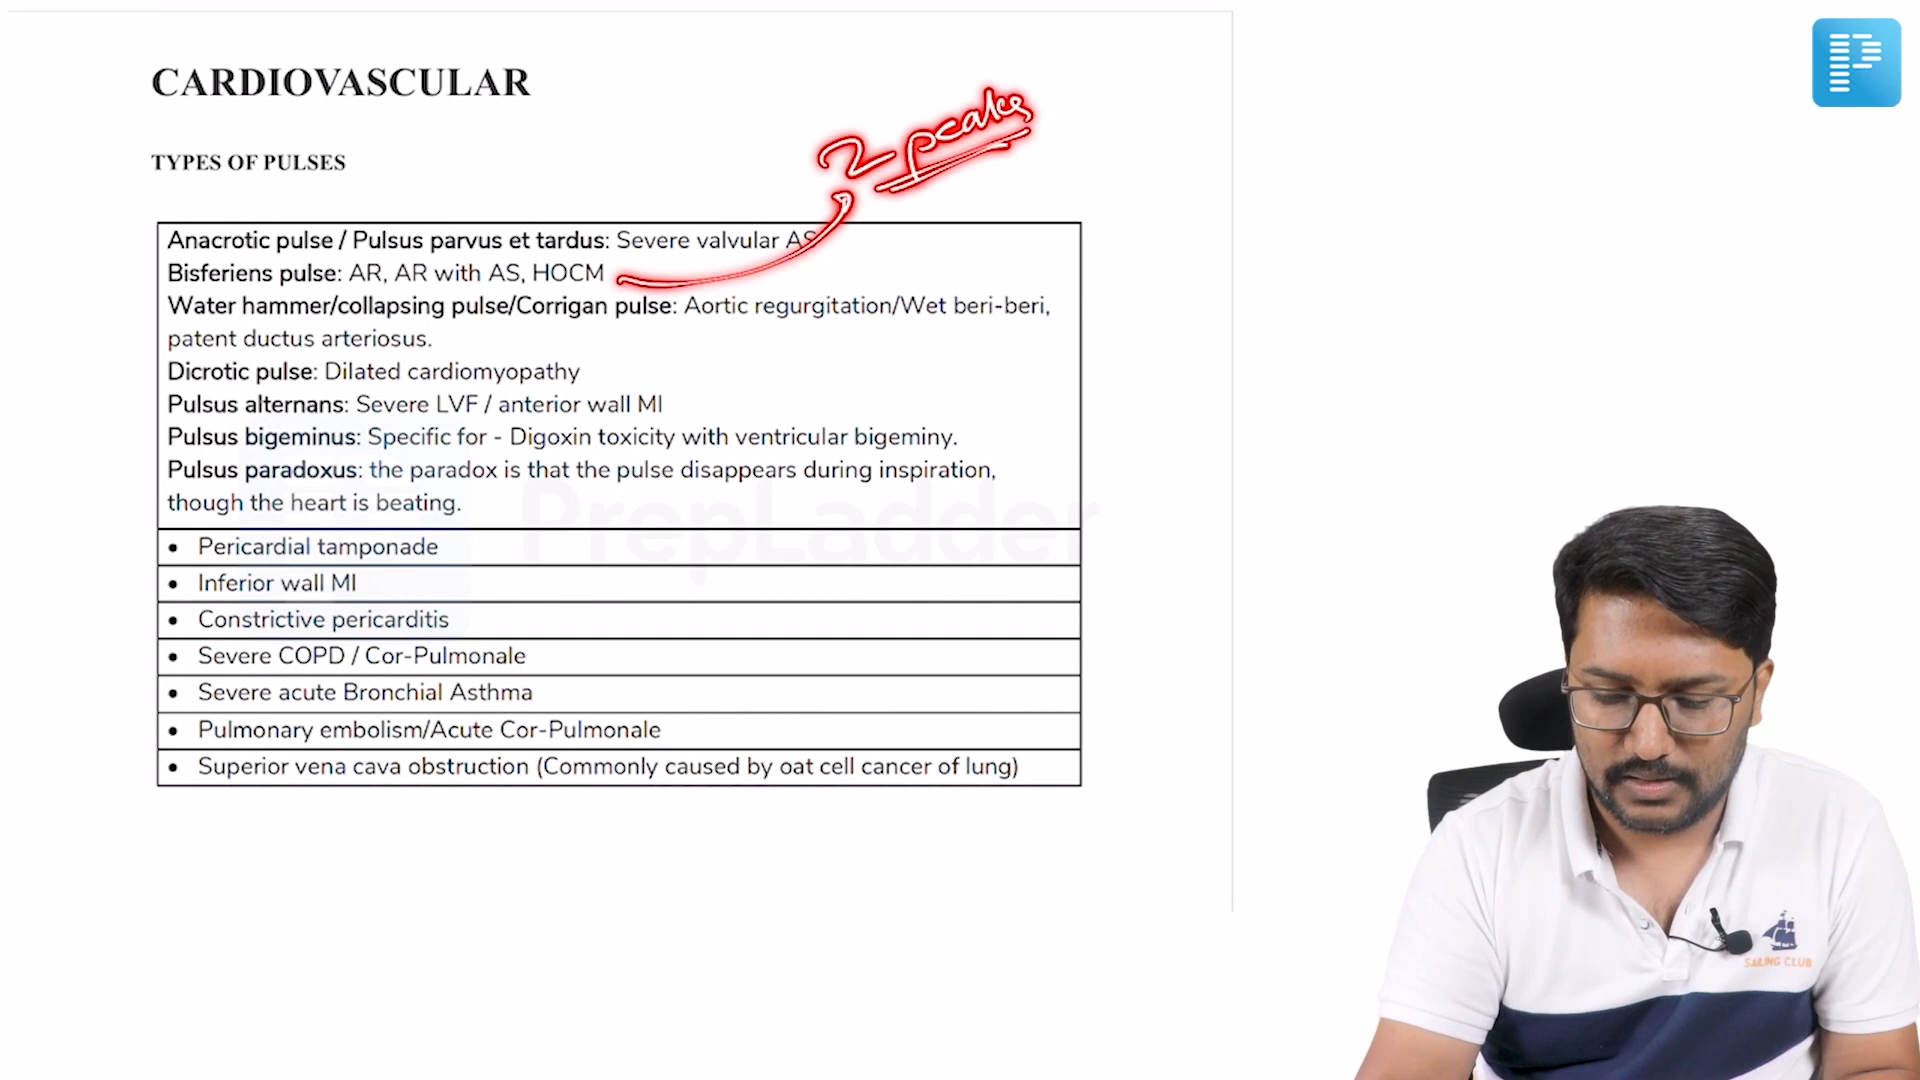 CARDIOVASCULAR
2 peaks
TYPES OF PULSES
Anacrotic pulse / Pulsus parvus et tardus: Severe valvular AS
Bisferiens pulse: AR, AR with AS, HOCM
Water hammer/collapsing pulse/Corrigan pulse: Aortic regurgitation/Wet beri-beri,
patent ductus arteriosus.
Dicrotic pulse: Dilated cardiomyopathy
Pulsus alternans: Severe LVF / anterior wall MI
Pulsus bigeminus: Specific for - Digoxin toxicity with ventricular bigeminy.
Pulsus paradoxus: the paradox is that the pulse disappears during inspiration,
though the heart is beating.
PrepLadder
• Pericardial tamponade
• Inferior wall MI
• Constrictive pericarditis
• Severe COPD / Cor-Pulmonale
• Severe acute Bronchial Asthma
• Pulmonary embolism/Acute Cor-Pulmonale
• Superior vena cava obstruction (Commonly caused by oat cell cancer of lung)
SAILING CLUB